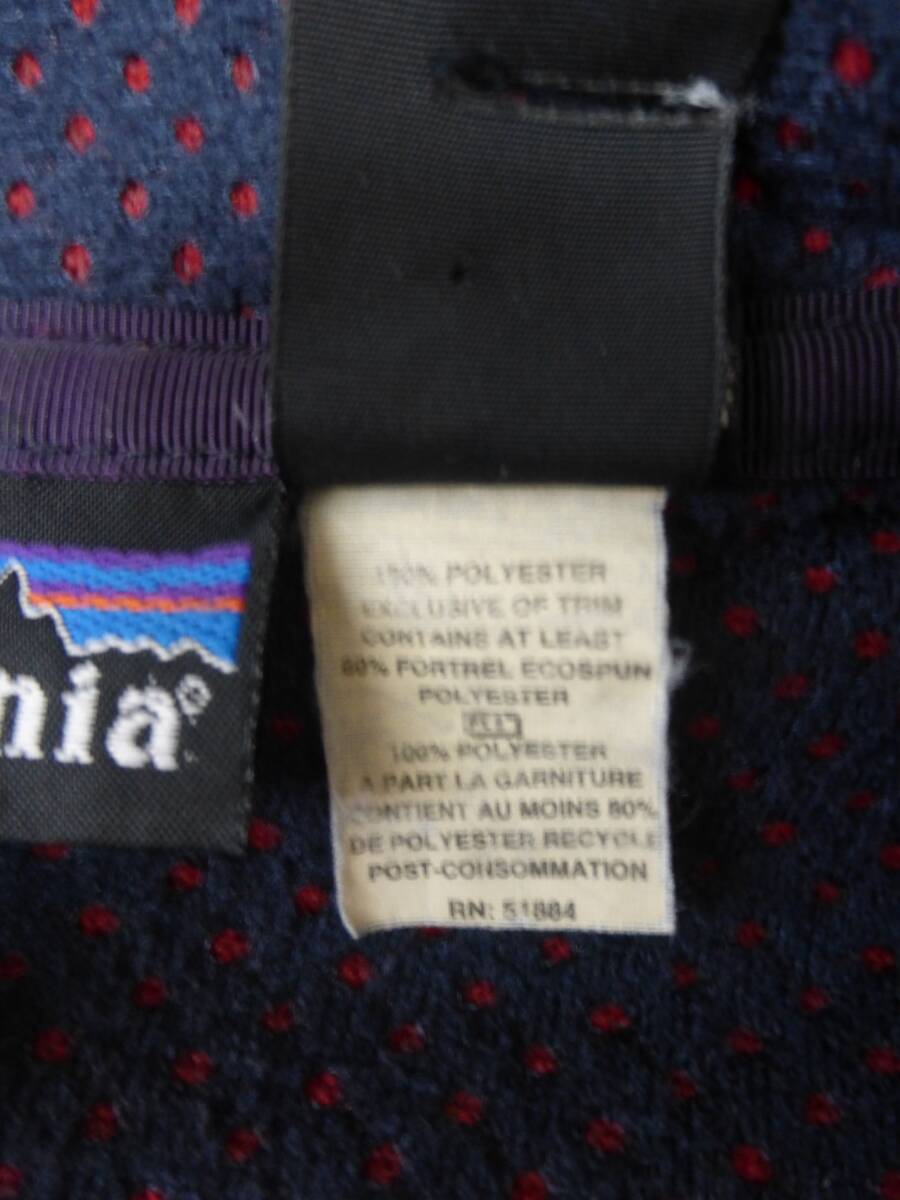 nia®
100% POLYESTER
EXCLUSIVE OF TRIM
CONTAINS AT LEAST
80% FORTREL ECOSPUN
POLYESTER
100% POLYESTER
A PART LA GARNITURE
CONTIENT AU MOINS 80%
DE POLYESTER RECYCLE
POST-CONSOMMATION
RN: 51884